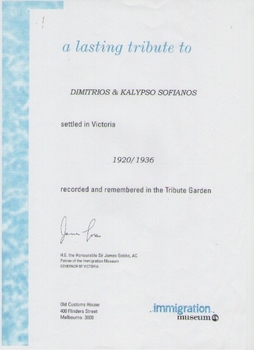 a lasting tribute to
DIMITRIOS & KALYPSO SOFIANOS
settled in Victoria
1920/1936
recorded and remembered in the Tribute Garden
H.E. the Honourable Sir James Gobbo, AC
Patron of the Immigration Museum
GOVERNOR OF VICTORIA
Old Customs House
400 Flinders Street
Melbourne 3000
immigration
museum